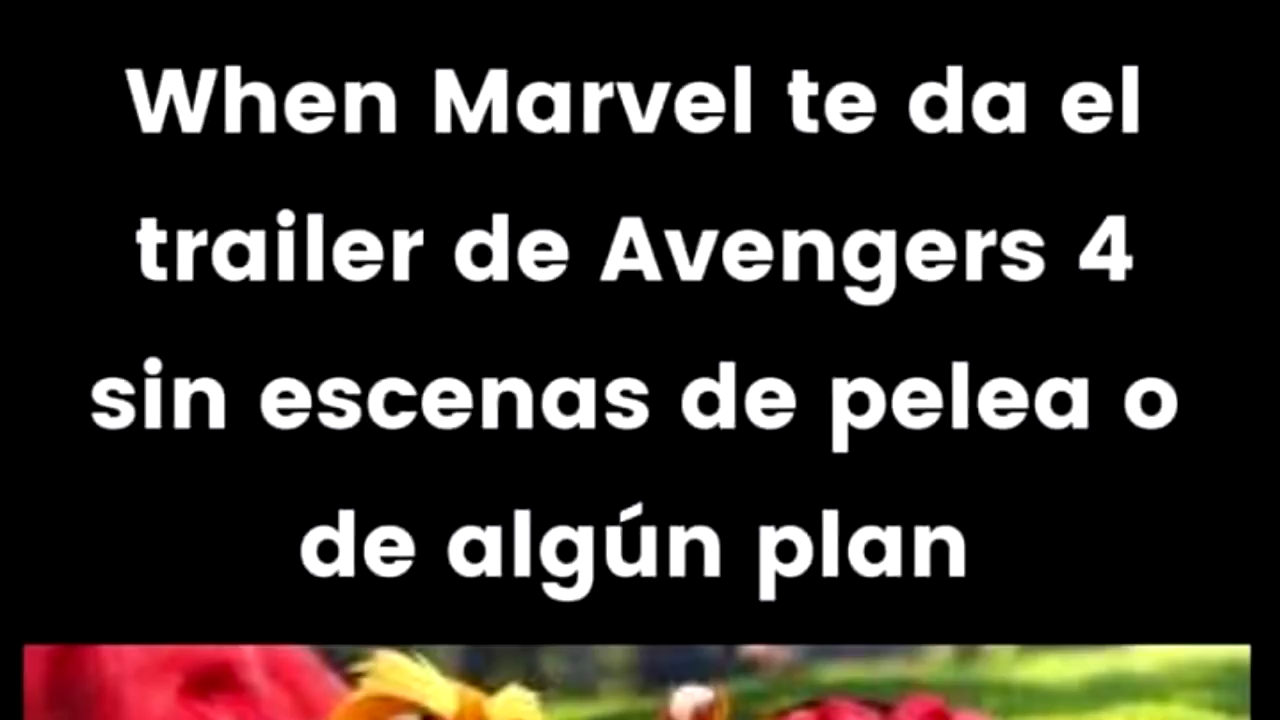 When Marvel te da el
trailer de Avengers 4
sin escenas de pelea o
de algún plan